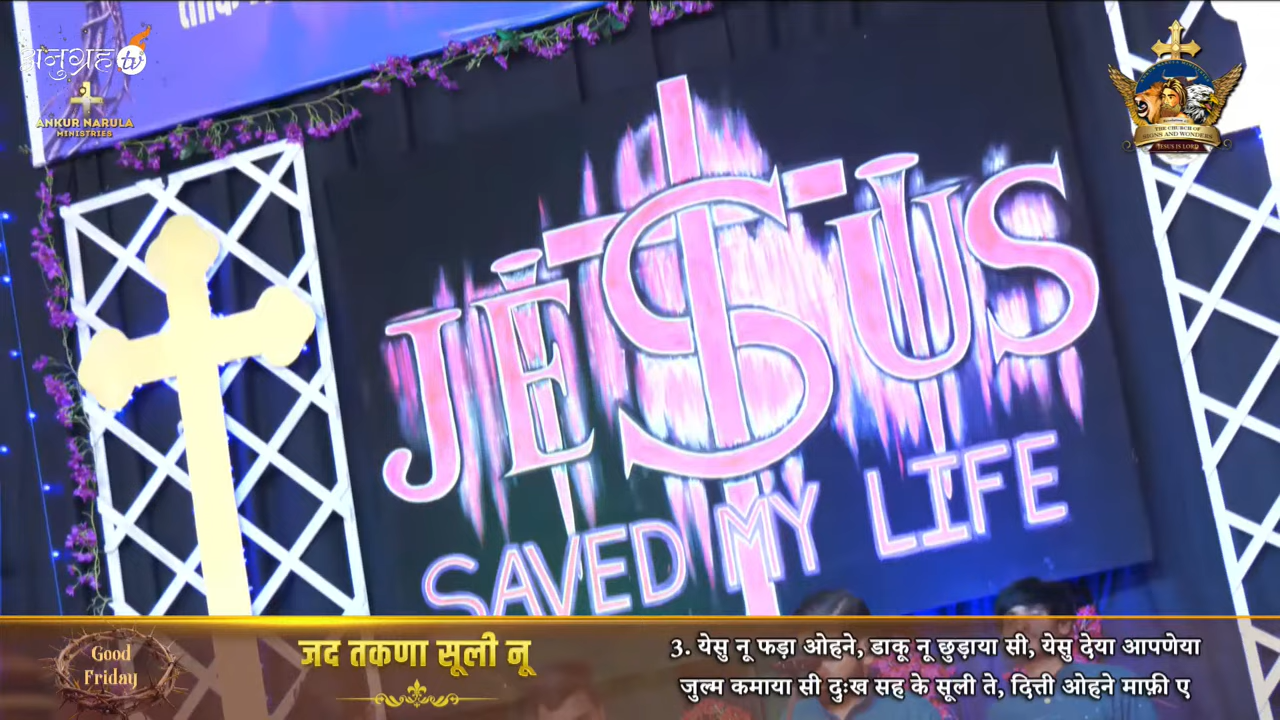 अनुग्रह tv
ANKUR NARULA
MINISTRIES
THE CHURCH OF
SIGNS AND WONDERS
JESUS IS LORD
JESUS
SAVED MY LIFE
Good
Friday
जद तकणा सूली नू
3. येसु नू फड़ा ओहने, डाकू नू छुड़ाया सी, येसु देया आपणेया
जुल्म कमाया सी दुःख सह के सूली ते, दित्ती ओहने माफ़ी ए